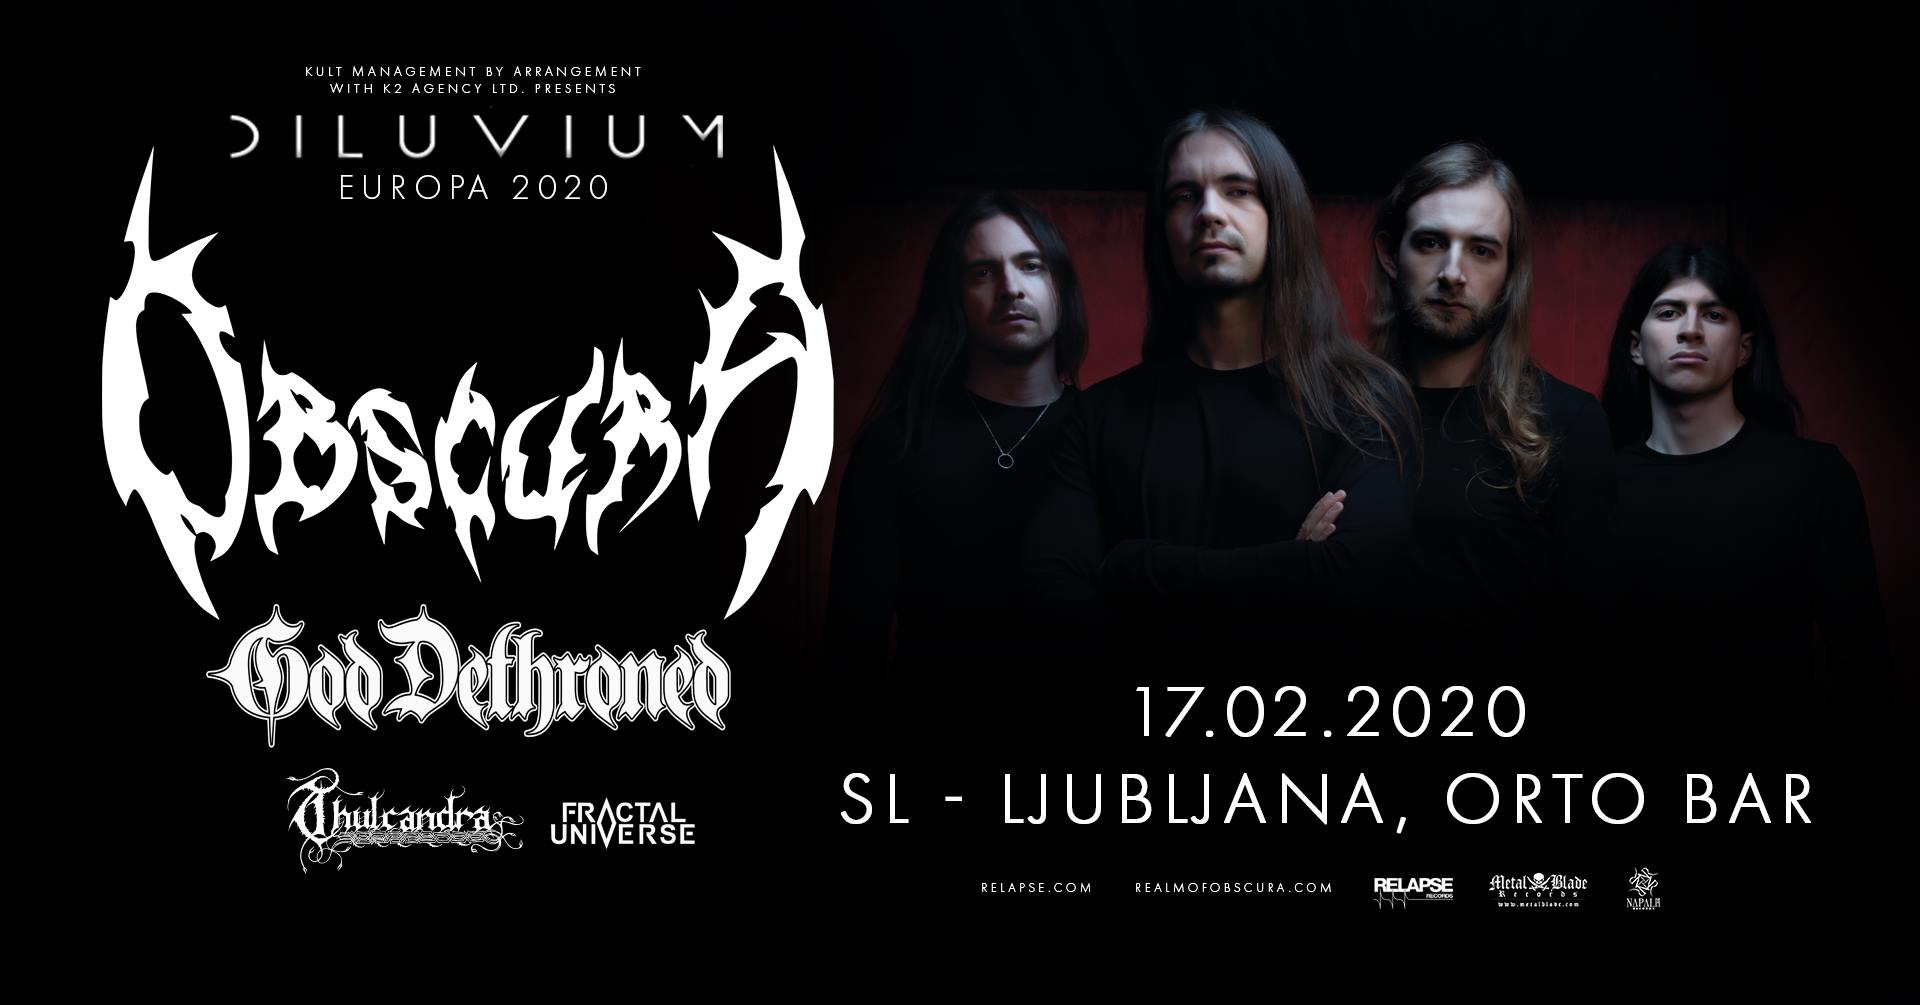 KULT MANAGEMENT BY ARRANGEMENT
WITH K2 AGENCY LTD. PRESENTS
DILUVIUM
EUROPA 2020
OBSCURA
God Dethroned
Thulcandra
FRACTAL
UNIVERSE
17.02.2020
SL - LJUBLJANA, ORTO BAR
RELAPSE.COM
REALMOFOBSCURA.COM
RELAPSE
RECORDS
Metal Blade
Records
www.metalblade.com
NAPALM
RECORDS